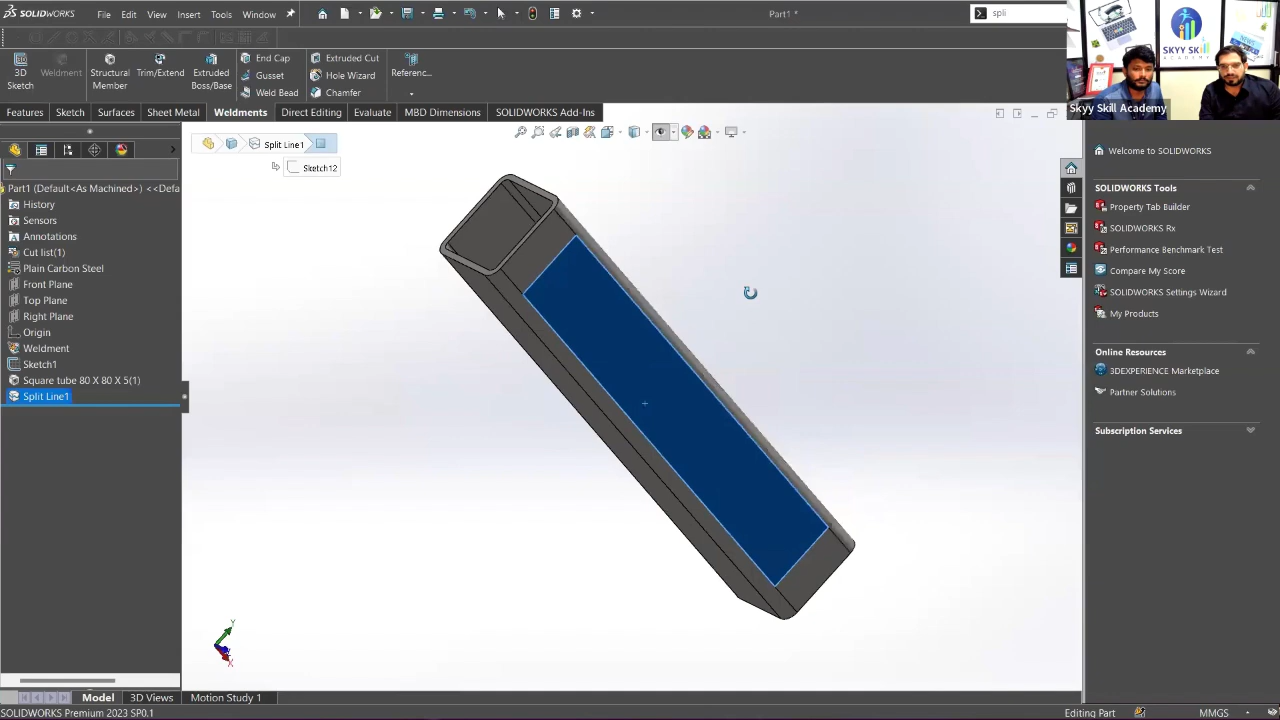 SOLIDWORKS File Edit View Insert Tools Window Part1 * spli
3D Sketch Weldment Structural Member Trim/Extend Extruded Boss/Base End Cap Gusset Weld Bead Extruded Cut Hole Wizard Chamfer Referenc...
SKYY SKILL
ACADEMY
NEWS
Skyy Skill Academy
Features Sketch Surfaces Sheet Metal Weldments Direct Editing Evaluate MBD Dimensions SOLIDWORKS Add-Ins
Split Line1
Sketch12
Part1 (Default<As Machined>) <<Defa
History
Sensors
Annotations
Cut list(1)
Plain Carbon Steel
Front Plane
Top Plane
Right Plane
Origin
Weldment
Sketch1
Square tube 80 X 80 X 5(1)
Split Line1
Y
X
Welcome to SOLIDWORKS
SOLIDWORKS Tools
Property Tab Builder
SOLIDWORKS Rx
Performance Benchmark Test
Compare My Score
SOLIDWORKS Settings Wizard
My Products
Online Resources
3DEXPERIENCE Marketplace
Partner Solutions
Subscription Services
Model 3D Views Motion Study 1
SOLIDWORKS Premium 2023 SP0.1 Editing Part MMGS